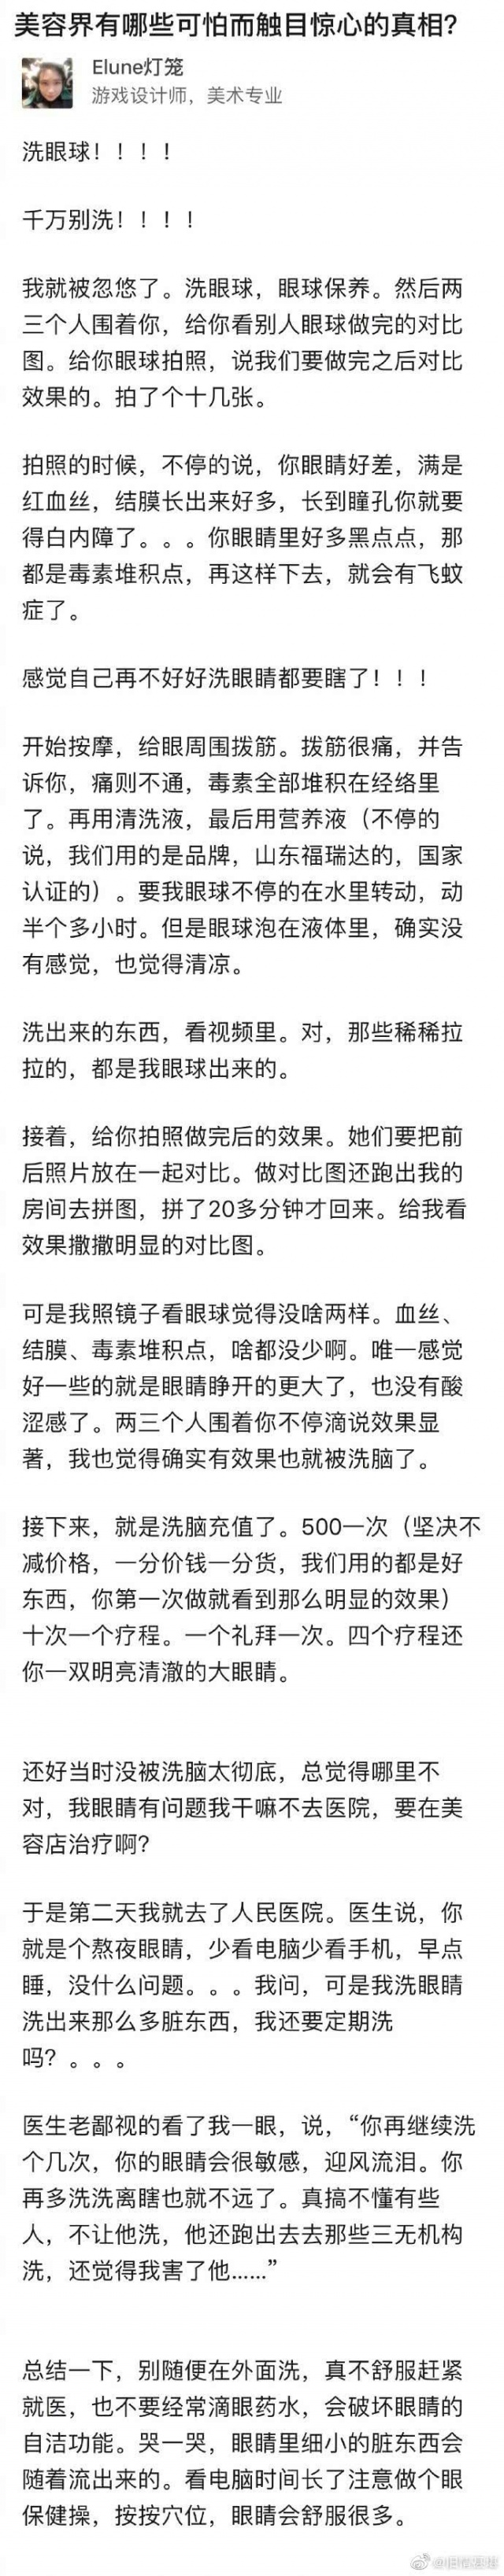 美容界有哪些可怕而触目惊心的真相？
Elune灯笼
游戏设计师，美术专业
洗眼球！！！！
千万别洗！！！！
我就被忽悠了。洗眼球，眼球保养。然后两
三个人围着你，给你看别人眼球做完的对比
图。给你眼球拍照，说我们要做完之后对比
效果的。拍了个十几张。
拍照的时候，不停的说，你眼睛好差，满是
红血丝，结膜长出来好多，长到瞳孔你就要
得白内障了。。。你眼睛里好多黑点点，那
都是毒素堆积点，再这样下去，就会有飞蚊
症了。
感觉自己再不好好洗眼睛都要瞎了！！！
开始按摩，给眼周围拨筋。拨筋很痛，并告
诉你，痛则不通，毒素全部堆积在经络里
了。再用清洗液，最后用营养液（不停的
说，我们用的是品牌，山东福瑞达的，国家
认证的）。要我眼球不停的在水里转动，动
半个多小时。但是眼球泡在液体里，确实没
有感觉，也觉得清凉。
洗出来的东西，看视频里。对，那些稀稀拉
拉的，都是我眼球出来的。
接着，给你拍照做完后的效果。她们要把前
后照片放在一起对比。做对比图还跑出我的
房间去拼图，拼了20多分钟才回来。给我看
效果撒撒明显的对比图。
可是我照镜子看眼球觉得没啥两样。血丝、
结膜、毒素堆积点，啥都没少啊。唯一感觉
好一些的就是眼睛睁开的更大了，也没有酸
涩感了。两三个人围着你不停滴说效果显
著，我也觉得确实有效果也就被洗脑了。
接下来，就是洗脑充值了。500一次（坚决不
减价格，一分价钱一分货，我们用的都是好
东西，你第一次做就看到那么明显的效果）
十次一个疗程。一个礼拜一次。四个疗程还
你一双明亮清澈的大眼睛。
还好当时没被洗脑太彻底，总觉得哪里不
对，我眼睛有问题我干嘛不去医院，要在美
容店治疗啊？
于是第二天我就去了人民医院。医生说，你
就是个熬夜眼睛，少看电脑少看手机，早点
睡，没什么问题。。。我问，可是我洗眼睛
洗出来那么多脏东西，我还要定期洗
吗？。。。
医生老鄙视的看了我一眼，说，“你再继续洗
个几次，你的眼睛会很敏感，迎风流泪。你
再多洗洗离瞎也就不远了。真搞不懂有些
人，不让他洗，他还跑出去去那些三无机构
洗，还觉得我害了他……”
总结一下，别随便在外面洗，真不舒服赶紧
就医，也不要经常滴眼药水，会破坏眼睛的
自洁功能。哭一哭，眼睛里细小的脏东西会
随着流出来的。看电脑时间长了注意做个眼
保健操，按按穴位，眼睛会舒服很多。